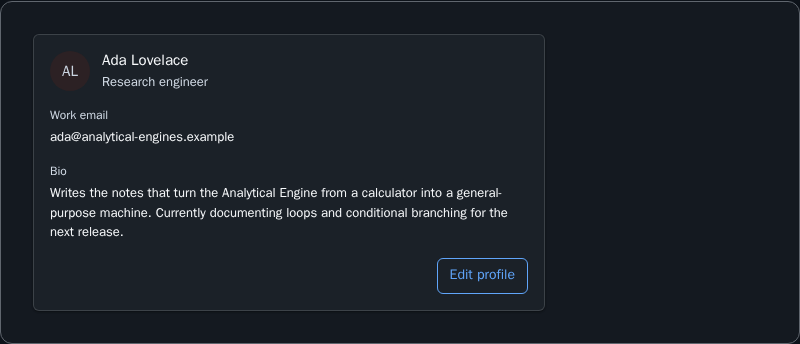 AL
Ada Lovelace
Research engineer
Work email
ada@analytical-engines.example
Bio
Writes the notes that turn the Analytical Engine from a calculator into a general-
purpose machine. Currently documenting loops and conditional branching for the
next release.
Edit profile